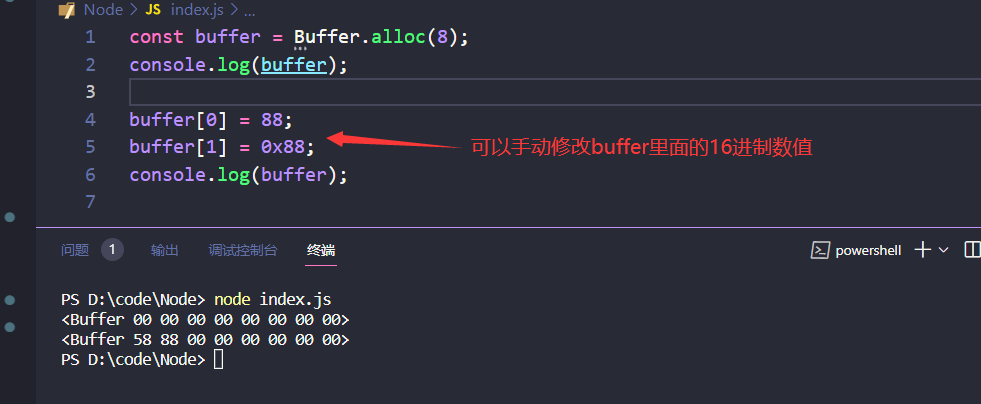 Node > JS index.js > ...
1 const buffer = Buffer.alloc(8);
2 console.log(buffer);
3
4 buffer[0] = 88;
5 buffer[1] = 0x88;
可以手动修改buffer里面的16进制数值
6 console.log(buffer);
7
问题 1 输出 调试控制台 终端 powershell
PS D:\code\Node> node index.js
<Buffer 00 00 00 00 00 00 00 00>
<Buffer 58 88 00 00 00 00 00 00>
PS D:\code\Node>